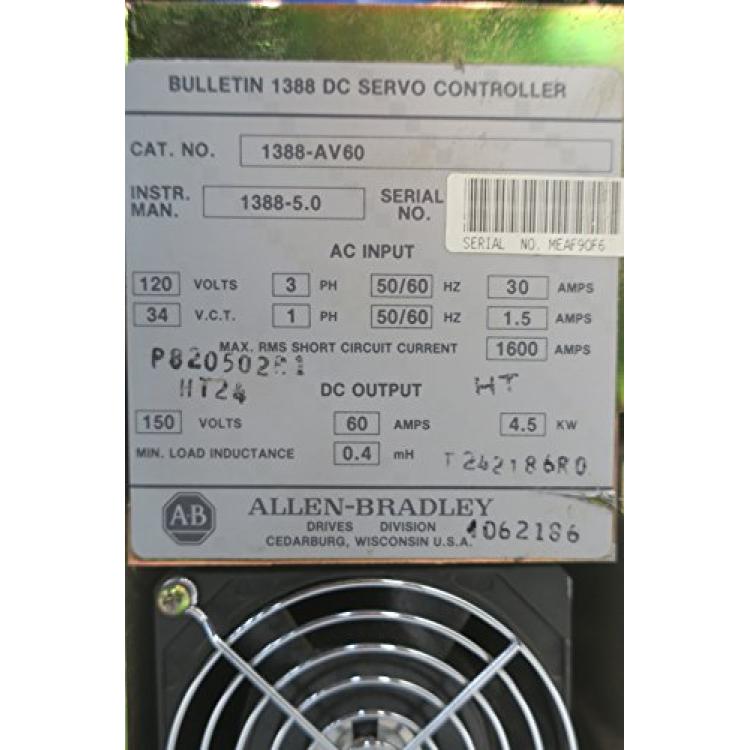 BULLETIN 1388 DC SERVO CONTROLLER
CAT. NO. 1388-AV60
INSTR. MAN. 1388-5.0 SERIAL NO.
SERIAL NO. MEAF90F6
AC INPUT
120 VOLTS 3 PH 50/60 HZ 30 AMPS
34 V.C.T. 1 PH 50/60 HZ 1.5 AMPS
MAX. RMS SHORT CIRCUIT CURRENT 1600 AMPS
P820502R1
HT24 DC OUTPUT HT
150 VOLTS 60 AMPS 4.5 KW
MIN. LOAD INDUCTANCE 0.4 mH T242186R0
A-B ALLEN-BRADLEY
DRIVES DIVISION 1062186
CEDARBURG, WISCONSIN U.S.A.